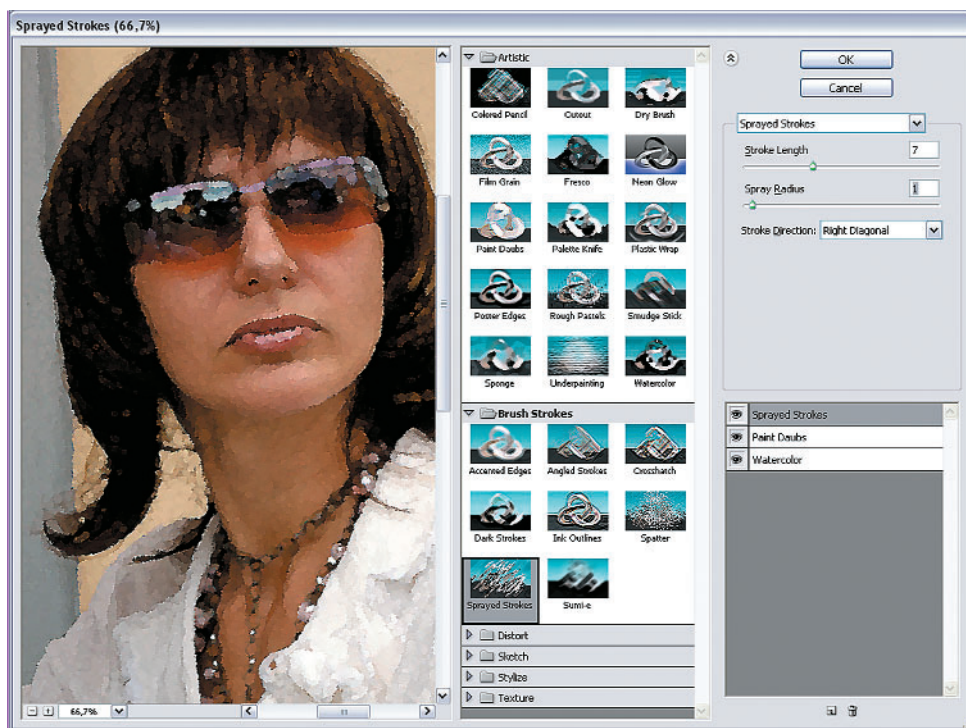 Sprayed Strokes (66,7%)
Artistic
Colored Pencil
Cutout
Dry Brush
Film Grain
Fresco
Neon Glow
Paint Daubs
Palette Knife
Plastic Wrap
Poster Edges
Rough Pastels
Smudge Stick
Sponge
Underpainting
Watercolor
Brush Strokes
Accented Edges
Angled Strokes
Crosshatch
Dark Strokes
Ink Outlines
Spatter
Sprayed Strokes
Sumi-e
Distort
Sketch
Stylize
Texture
66,7%
OK
Cancel
Sprayed Strokes
Stroke Length 7
Spray Radius 1
Stroke Direction: Right Diagonal
Sprayed Strokes
Paint Daubs
Watercolor